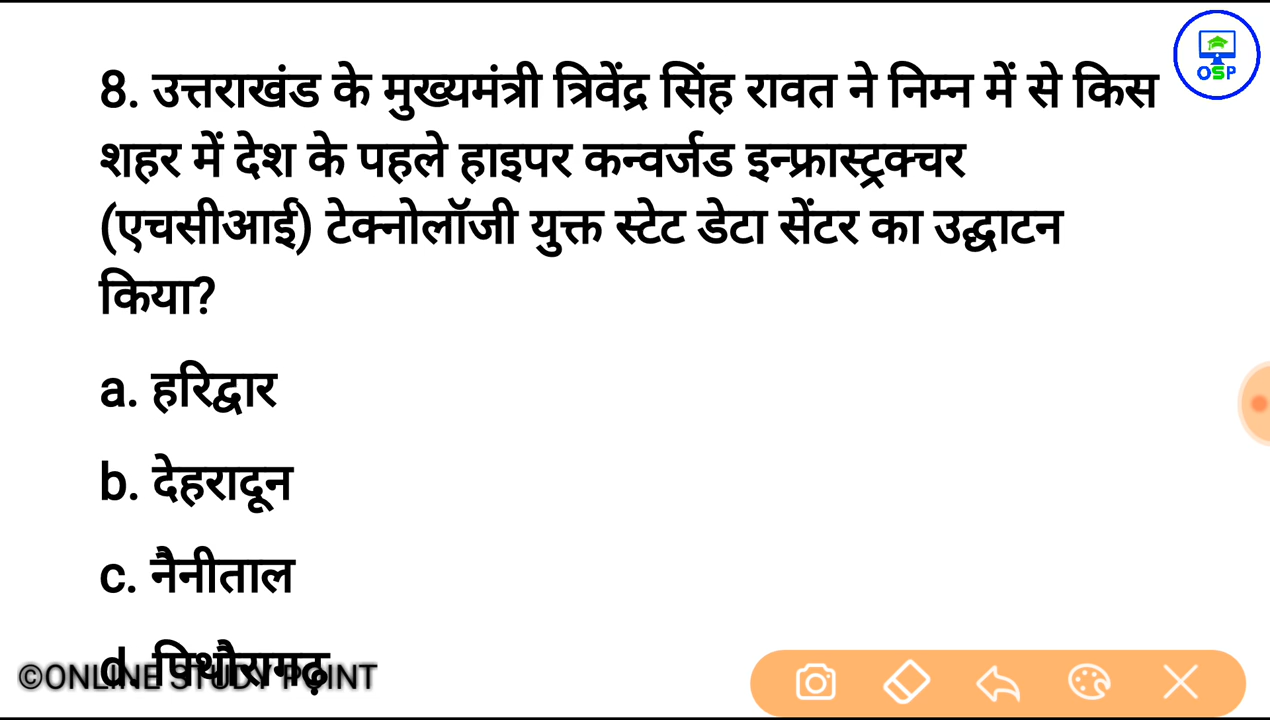 OSP
8. उत्तराखंड के मुख्यमंत्री त्रिवेंद्र सिंह रावत ने निम्न में से किस
शहर में देश के पहले हाइपर कन्वर्जड इन्फ्रास्ट्रक्चर
(एचसीआई) टेक्नोलॉजी युक्त स्टेट डेटा सेंटर का उद्घाटन
किया?
a. हरिद्वार
b. देहरादून
c. नैनीताल
d. पिथौरागढ़
©ONLINE STUDY POINT